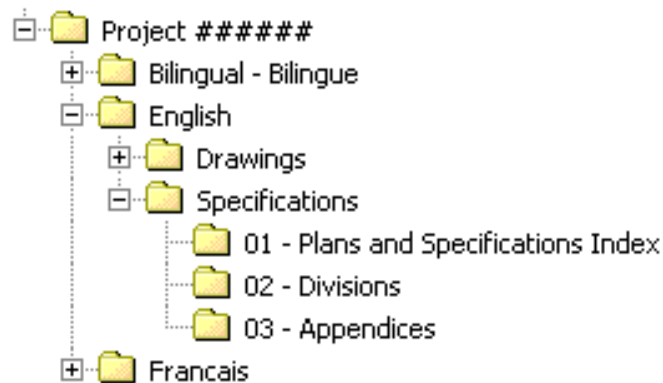 Project ######
Bilingual - Bilingue
English
Drawings
Specifications
01 - Plans and Specifications Index
02 - Divisions
03 - Appendices
Francais